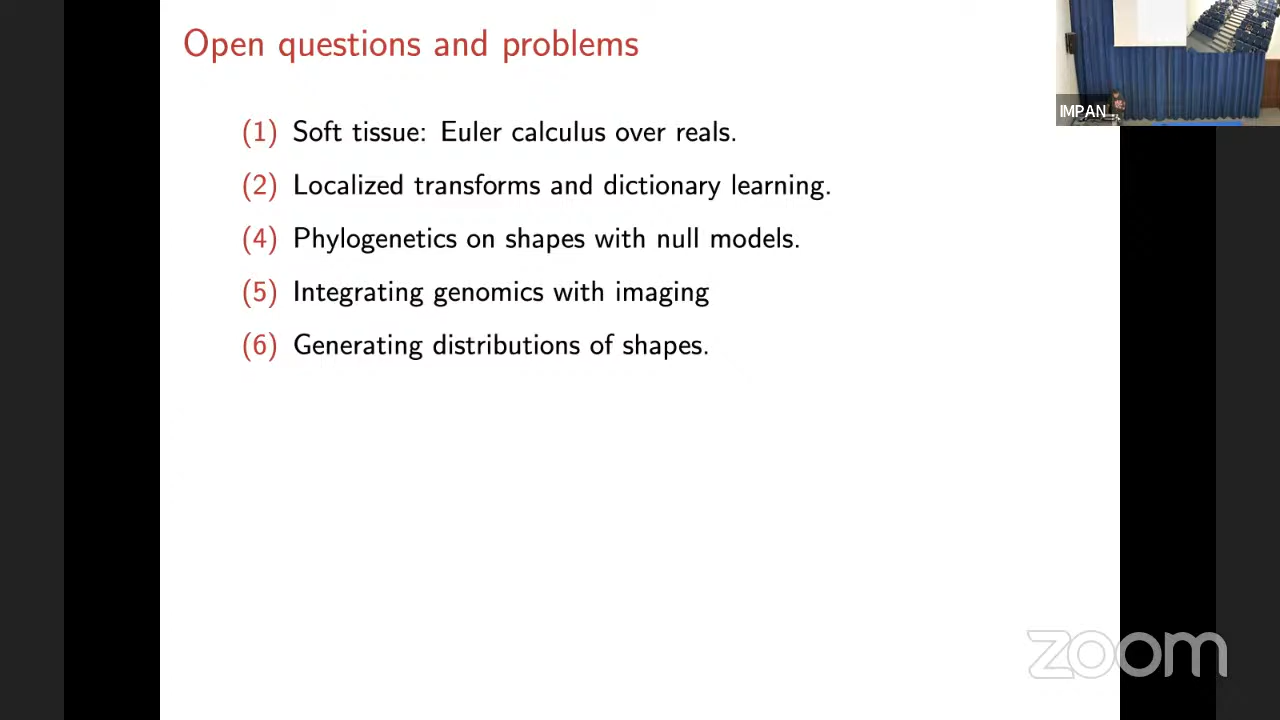 Open questions and problems
(1) Soft tissue: Euler calculus over reals.
(2) Localized transforms and dictionary learning.
(4) Phylogenetics on shapes with null models.
(5) Integrating genomics with imaging
(6) Generating distributions of shapes.
IMPAN
zoom